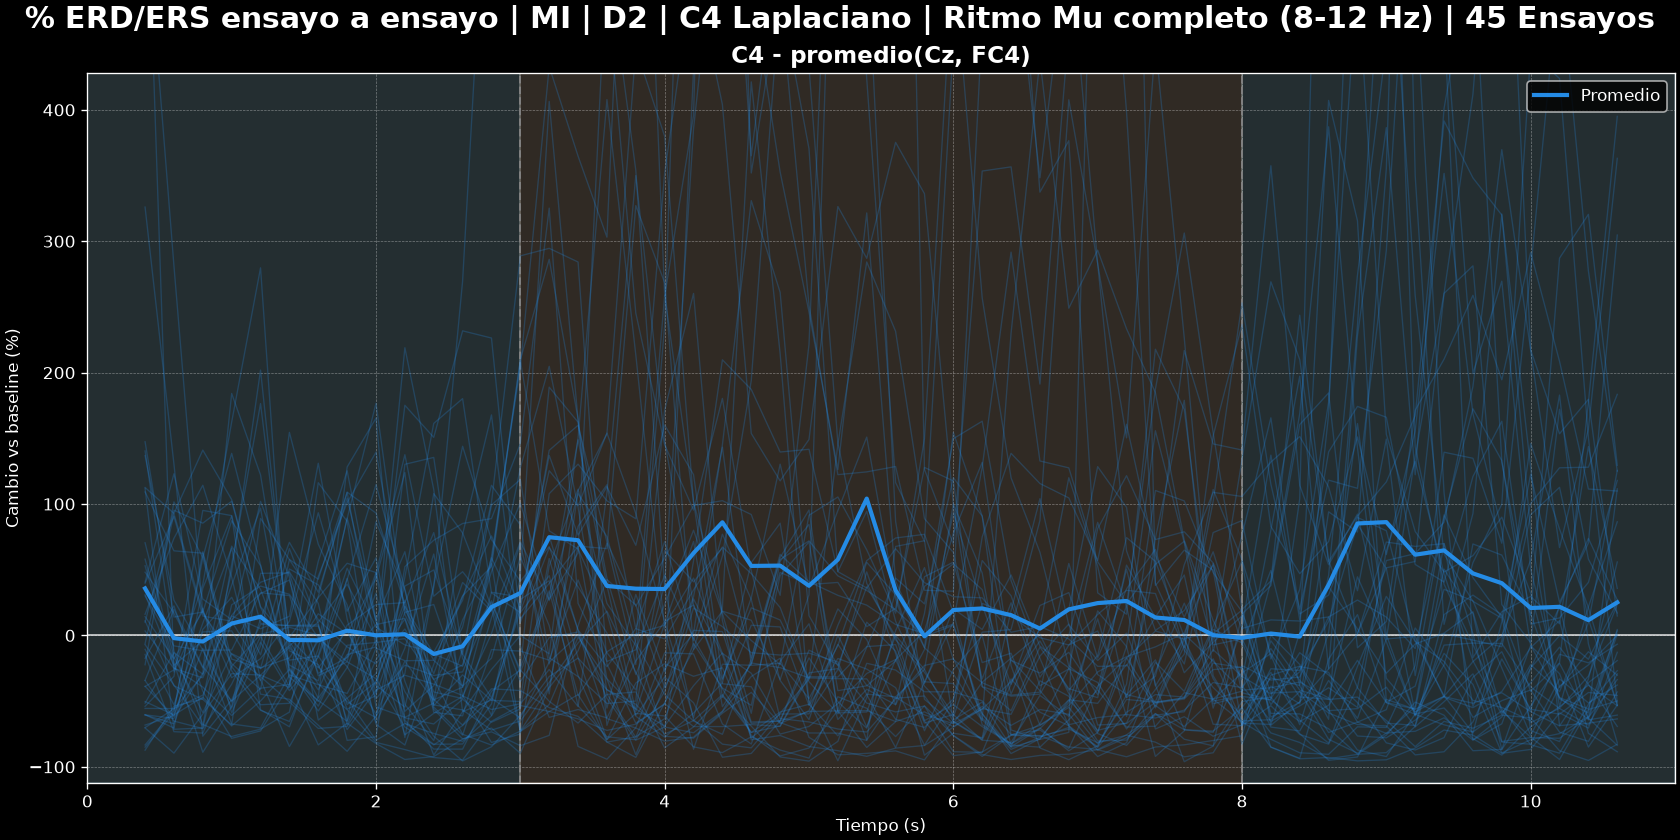 % ERD/ERS ensayo a ensayo | MI | D2 | C4 Laplaciano | Ritmo Mu completo (8-12 Hz) | 45 Ensayos
C4 - promedio(Cz, FC4)
Promedio
Cambio vs baseline (%)
400
300
200
100
0
−100
0 2 4 6 8 10
Tiempo (s)